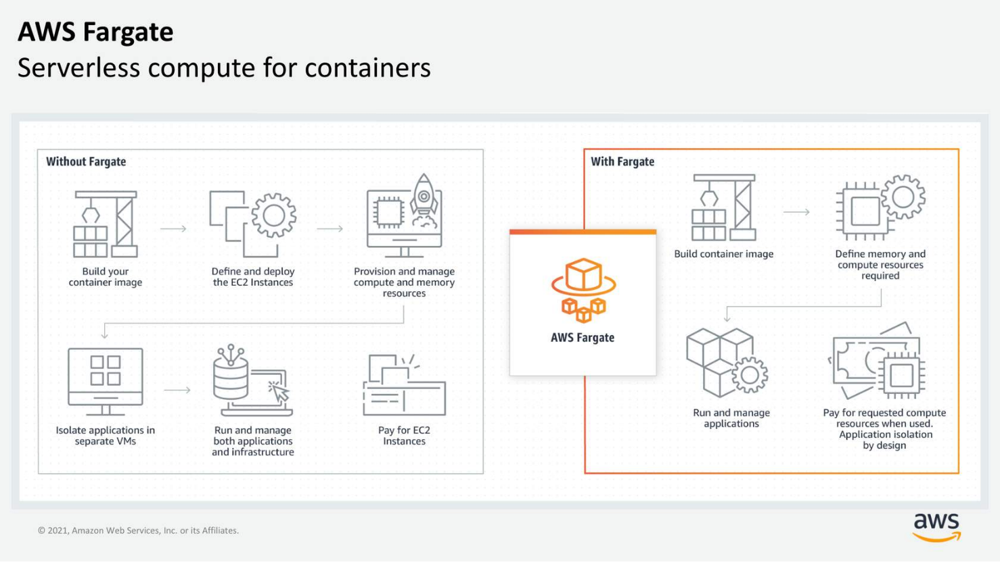 AWS Fargate
Serverless compute for containers
Without Fargate
Build your
container image
Define and deploy
the EC2 Instances
Provision and manage
compute and memory
resources
Isolate applications in
separate VMs
Run and manage
both applications
and infrastructure
Pay for EC2
Instances
AWS Fargate
With Fargate
Build container image
Define memory and
compute resources
required
Run and manage
applications
Pay for requested compute
resources when used.
Application isolation
by design
© 2021, Amazon Web Services, Inc. or its Affiliates.
aws